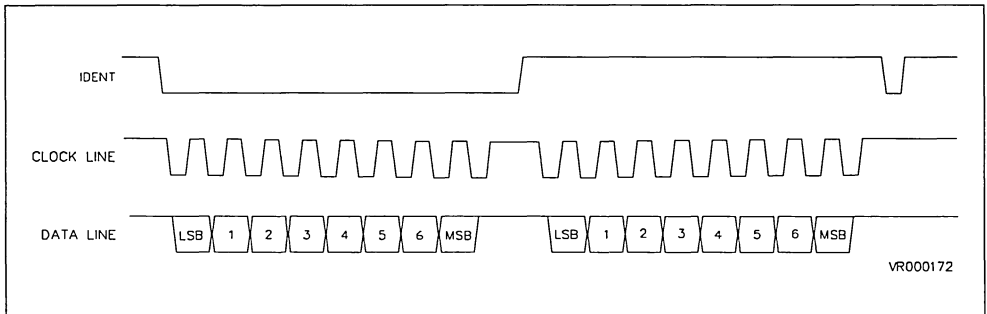 IDENT
CLOCK LINE
DATA LINE LSB 1 2 3 4 5 6 MSB LSB 1 2 3 4 5 6 MSB
VR000172